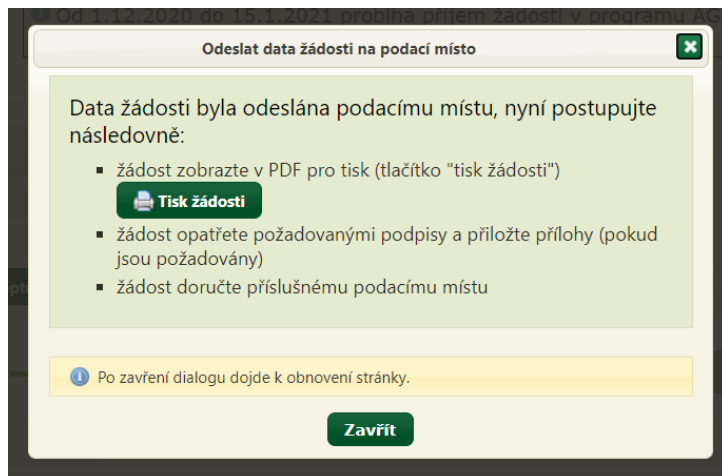 Od 1.12.2020 do 15.1.2021 probíhá příjem žádostí v programu AG
Odeslat data žádosti na podací místo
Data žádosti byla odeslána podacímu místu, nyní postupujte
následovně:
žádost zobrazte v PDF pro tisk (tlačítko "tisk žádosti")
Tisk žádosti
žádost opatřete požadovanými podpisy a přiložte přílohy (pokud
jsou požadovány)
žádost doručte příslušnému podacímu místu
Po zavření dialogu dojde k obnovení stránky.
Zavřít